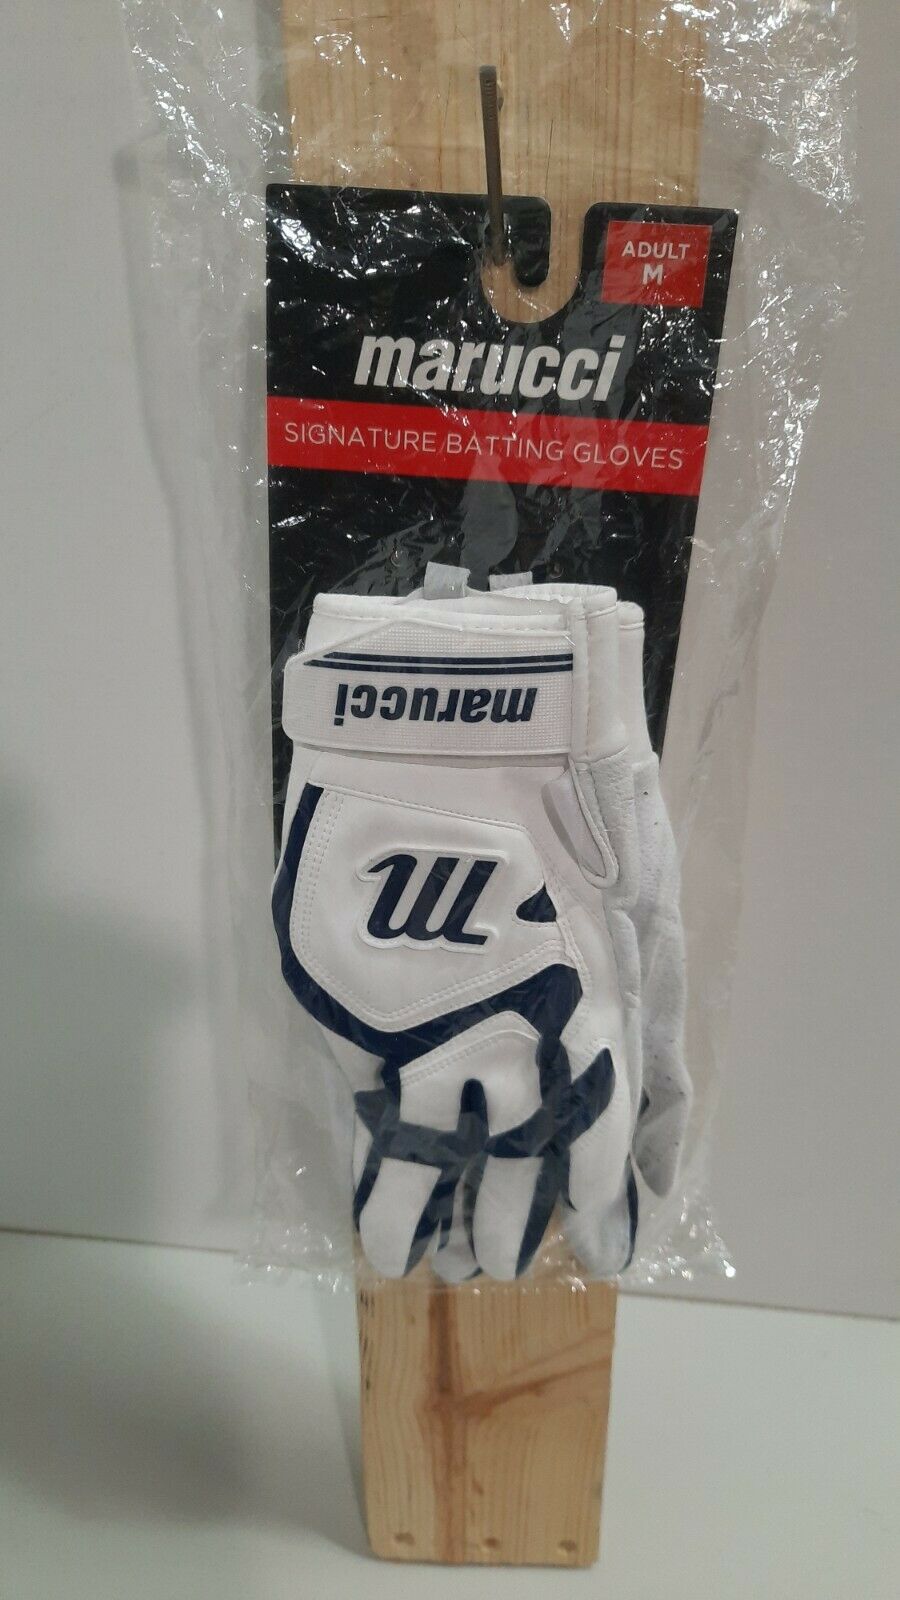 ADULT
M
marucci
SIGNATURE BATTING GLOVES
marucci
m